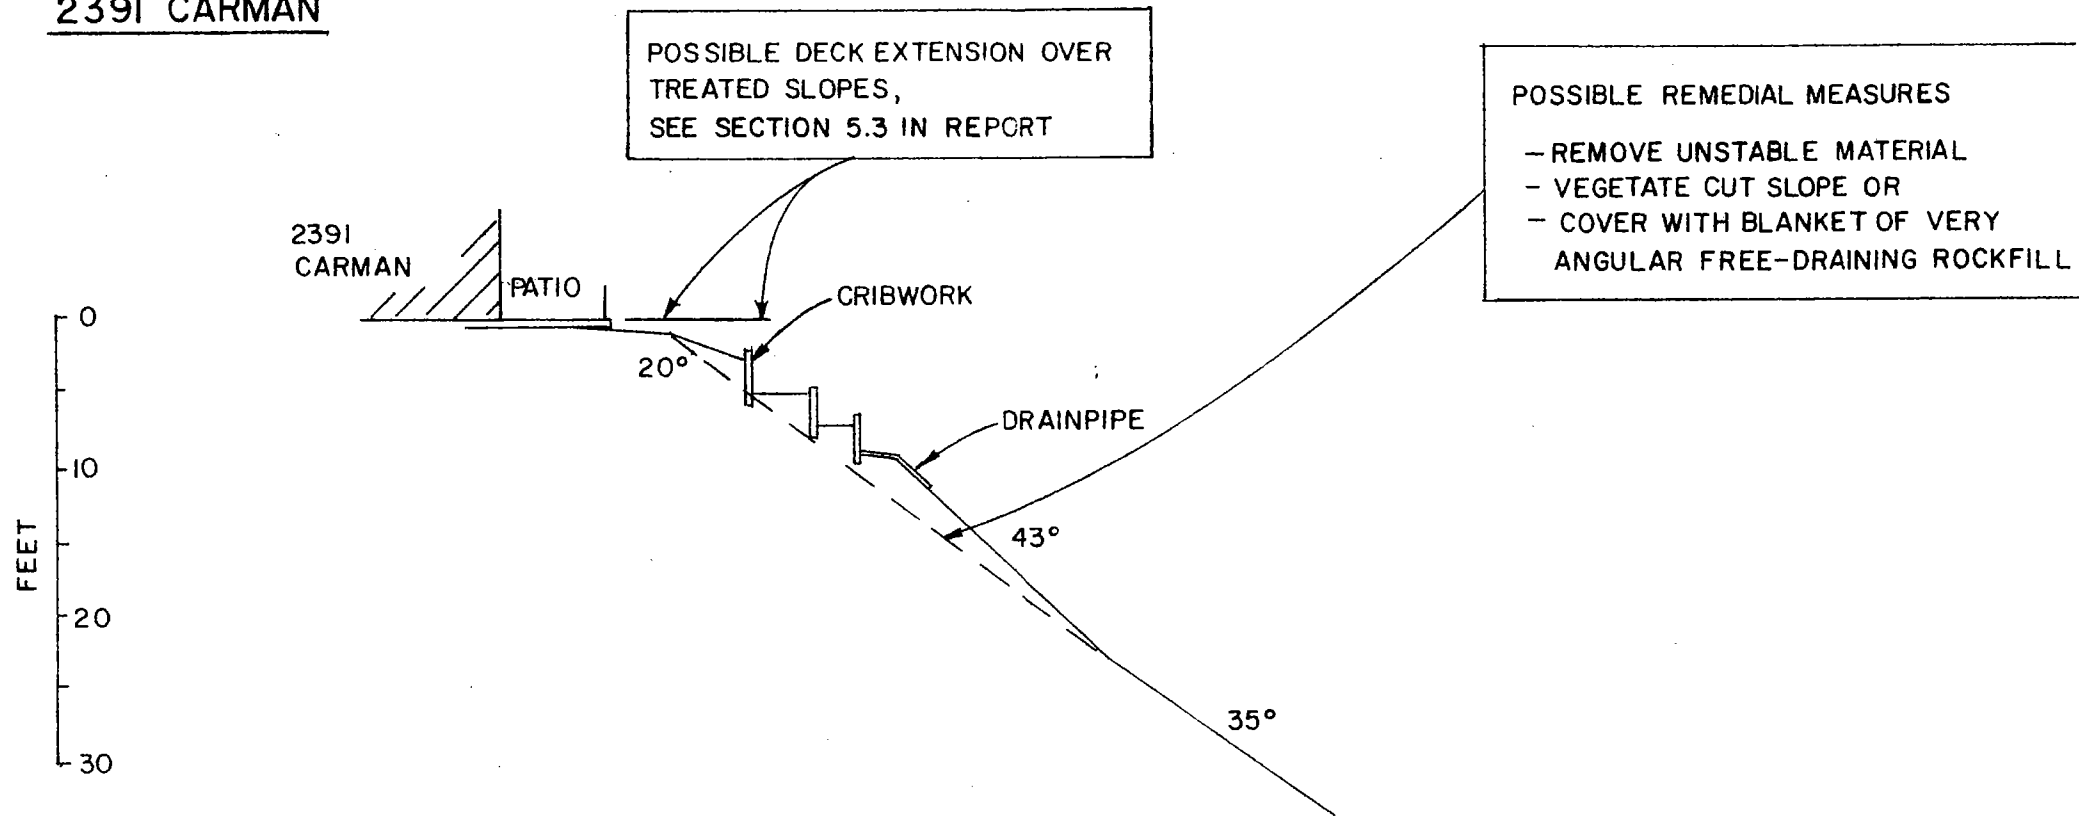 2391 CARMAN
POSSIBLE DECK EXTENSION OVER
TREATED SLOPES,
SEE SECTION 5.3 IN REPORT
POSSIBLE REMEDIAL MEASURES
- REMOVE UNSTABLE MATERIAL
- VEGETATE CUT SLOPE OR
- COVER WITH BLANKET OF VERY
ANGULAR FREE-DRAINING ROCKFILL
2391
CARMAN
PATIO
CRIBWORK
0
20°
DRAINPIPE
10
43°
FEET
20
35°
30